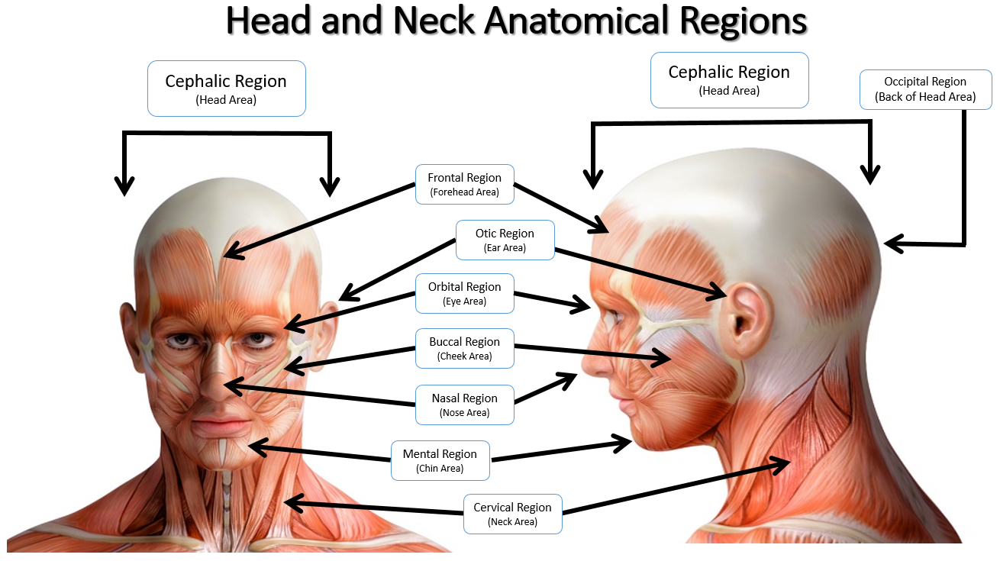 Head and Neck Anatomical Regions
Cephalic Region
(Head Area)
Cephalic Region
(Head Area)
Occipital Region
(Back of Head Area)
Frontal Region
(Forehead Area)
Otic Region
(Ear Area)
Orbital Region
(Eye Area)
Buccal Region
(Cheek Area)
Nasal Region
(Nose Area)
Mental Region
(Chin Area)
Cervical Region
(Neck Area)